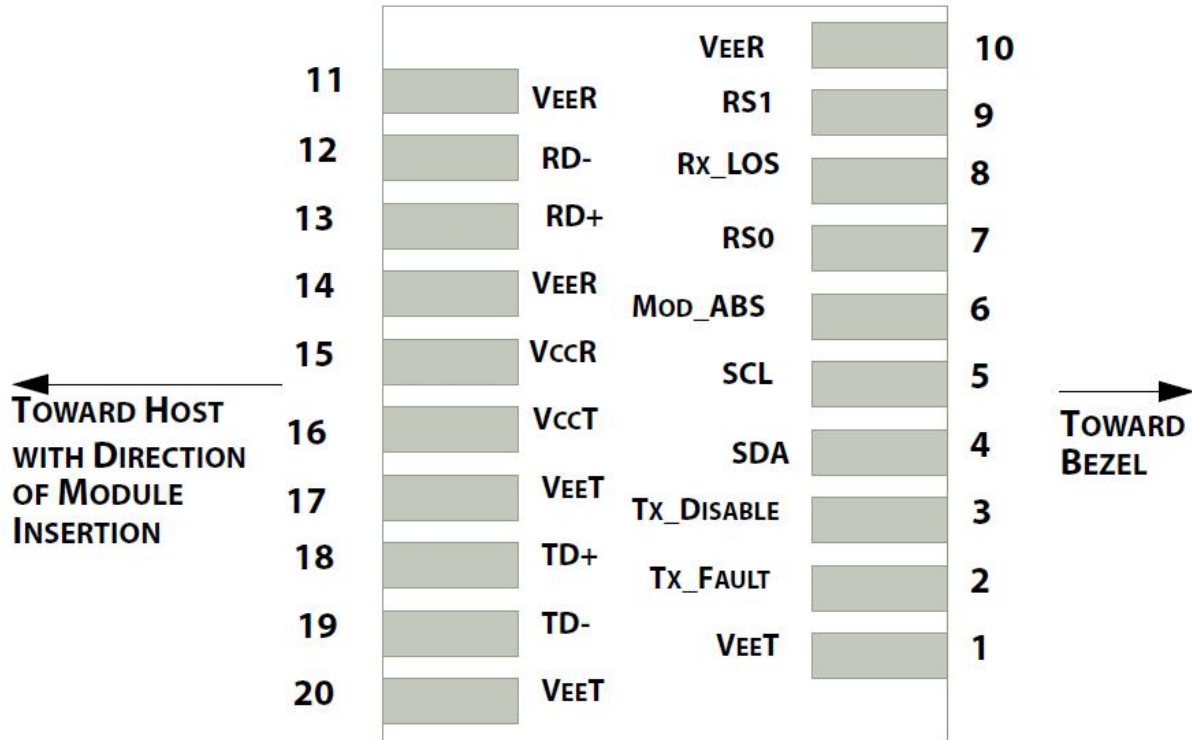 VEER 10
11 VEER
RS1 9
12 RD-
RX_LOS 8
13 RD+
RS0 7
14 VEER
MOD_ABS 6
15 VCCR
SCL 5
TOWARD HOST
WITH DIRECTION
OF MODULE
INSERTION
TOWARD
BEZEL
16 VCCT
SDA 4
17 VEET
TX_DISABLE 3
18 TD+
TX_FAULT 2
19 TD-
VEET 1
20 VEET